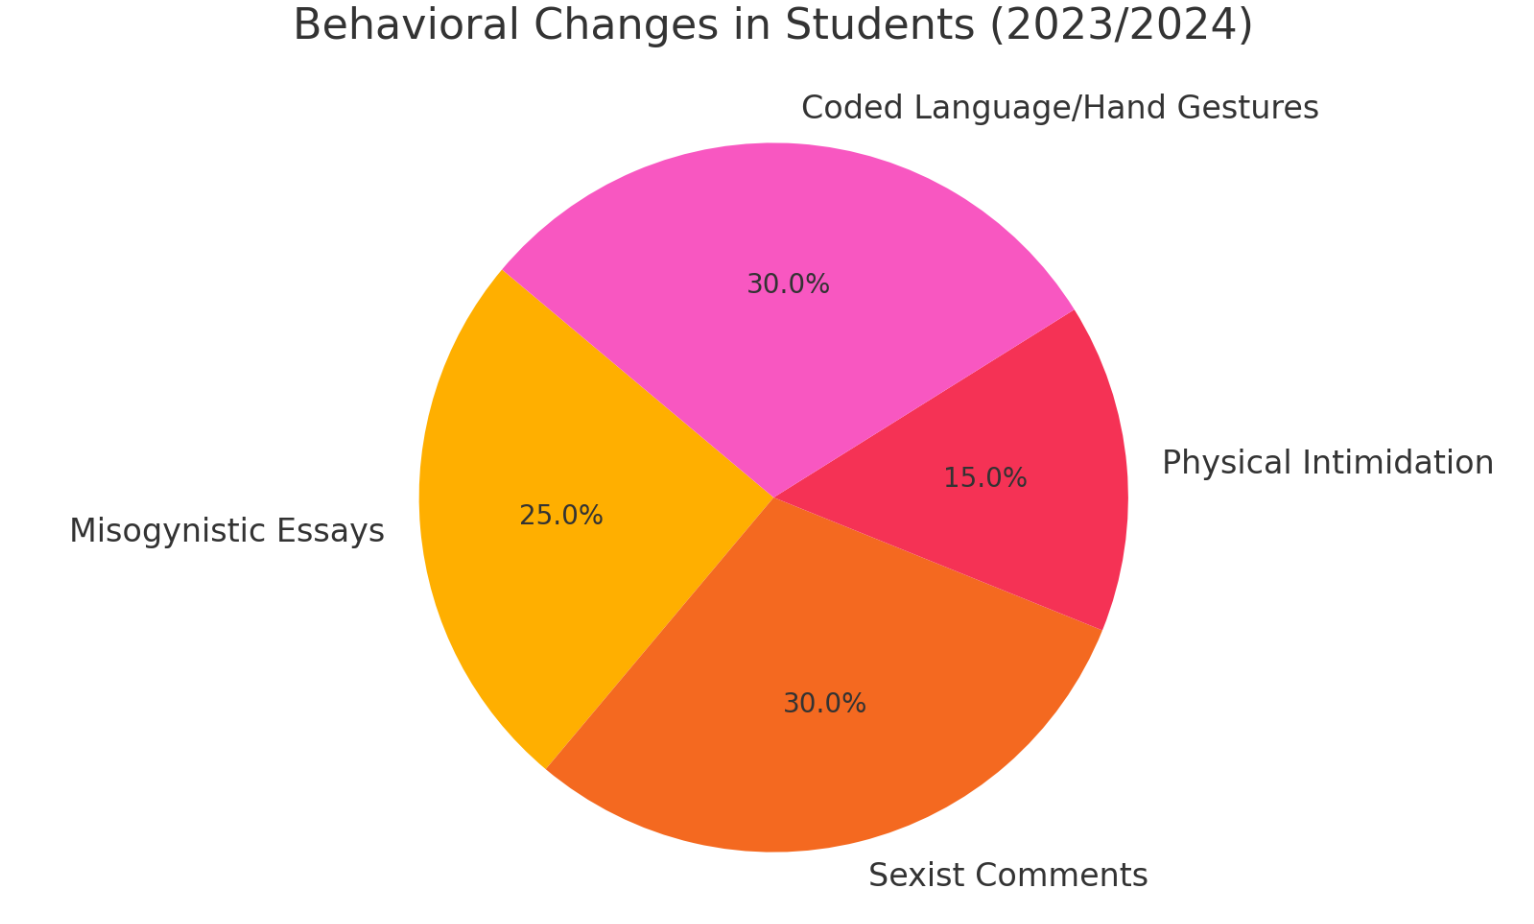 Behavioral Changes in Students (2023/2024)
Coded Language/Hand Gestures
30.0%
Physical Intimidation
15.0%
Misogynistic Essays
25.0%
30.0%
Sexist Comments